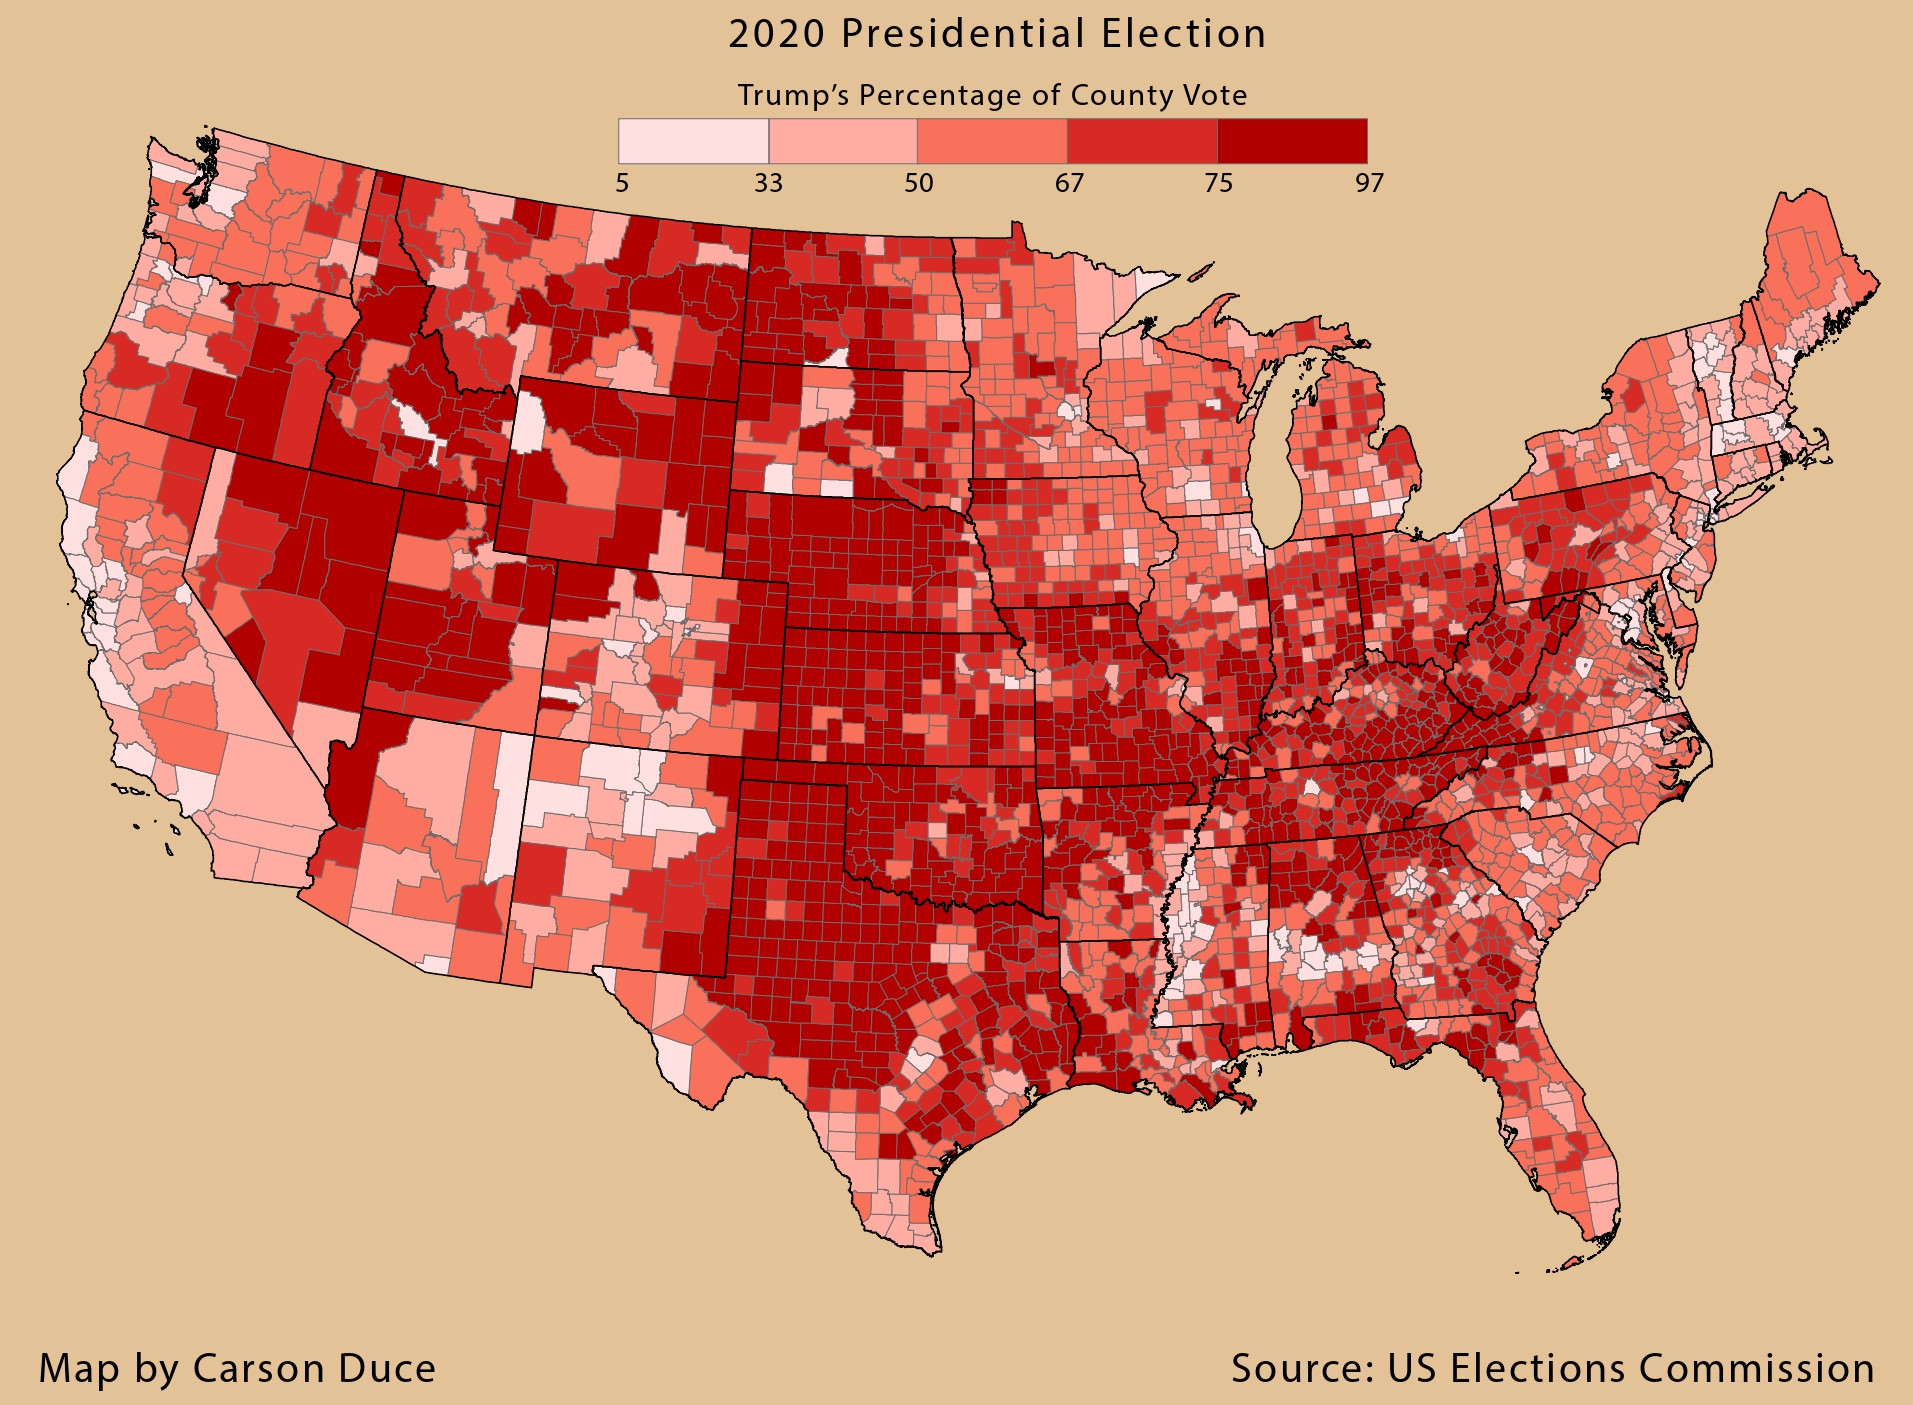 2020 Presidential Election
Trump’s Percentage of County Vote
5 33 50 67 75 97
Map by Carson Duce
Source: US Elections Commission